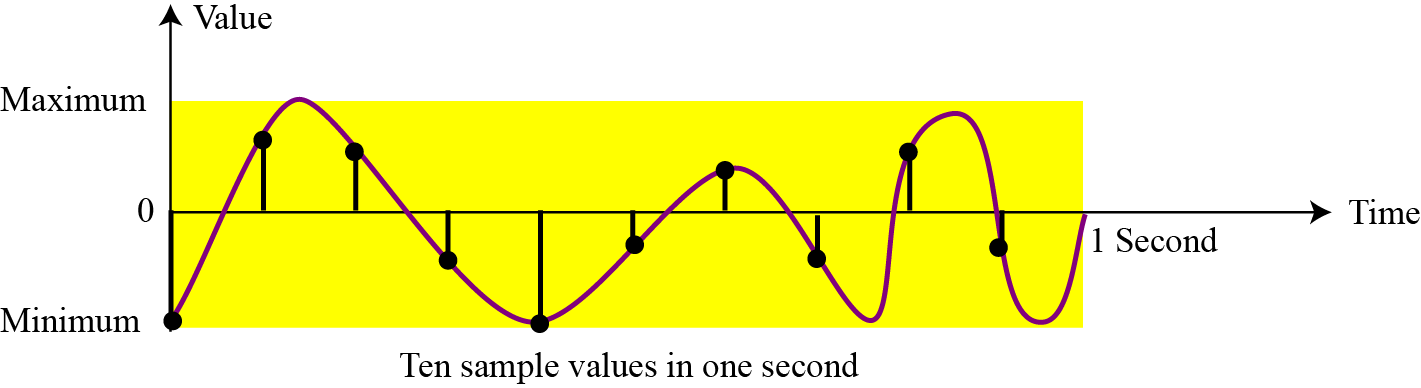 Value
Maximum
0
Time
1 Second
Minimum
Ten sample values in one second